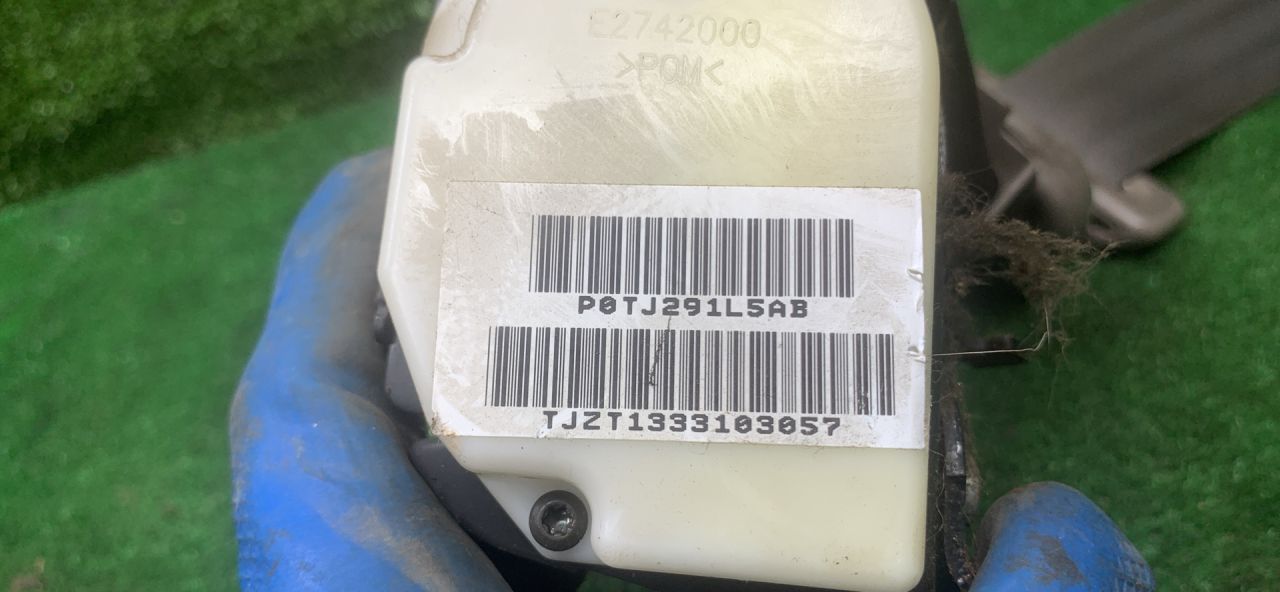 E2742000
>POM<
P0TJ291L5AB
TJZT1333103057